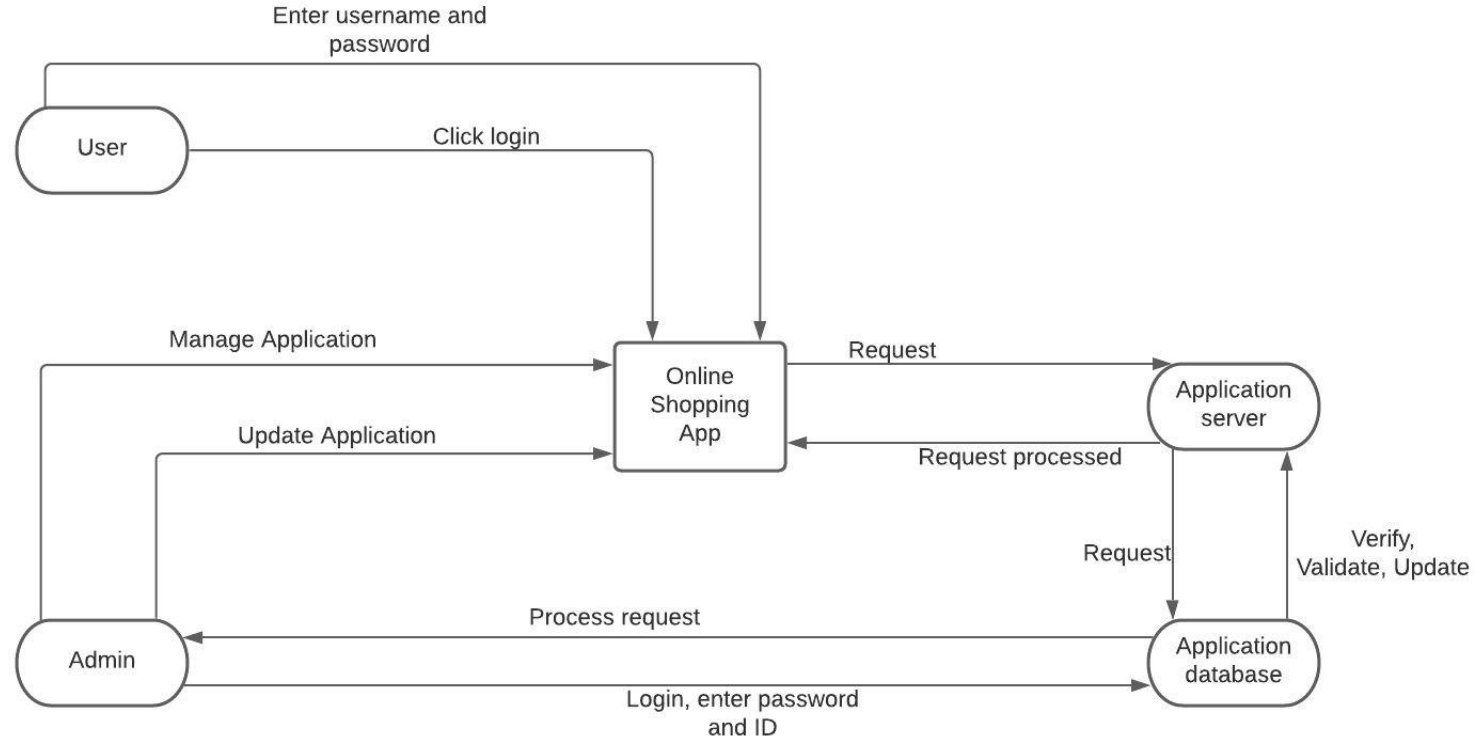 Enter username and
password
User
Click login
Manage Application
Online
Shopping
App
Request
Application
server
Update Application
Request processed
Request
Verify,
Validate, Update
Process request
Admin
Application
database
Login, enter password
and ID